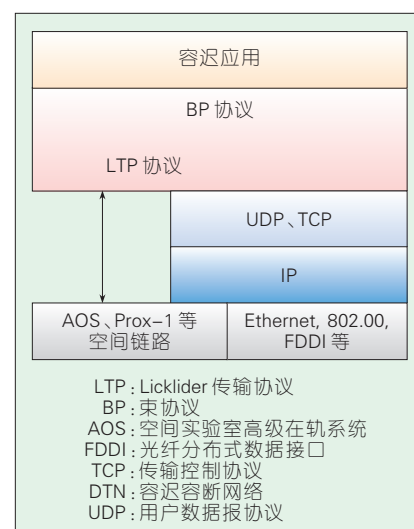 容迟应用
BP 协议
LTP 协议
UDP、TCP
IP
AOS、Prox-1 等
空间链路
Ethernet, 802.00,
FDDI 等
LTP：Licklider 传输协议
BP：束协议
AOS：空间实验室高级在轨系统
FDDI：光纤分布式数据接口
TCP：传输控制协议
DTN：容迟容断网络
UDP：用户数据报协议